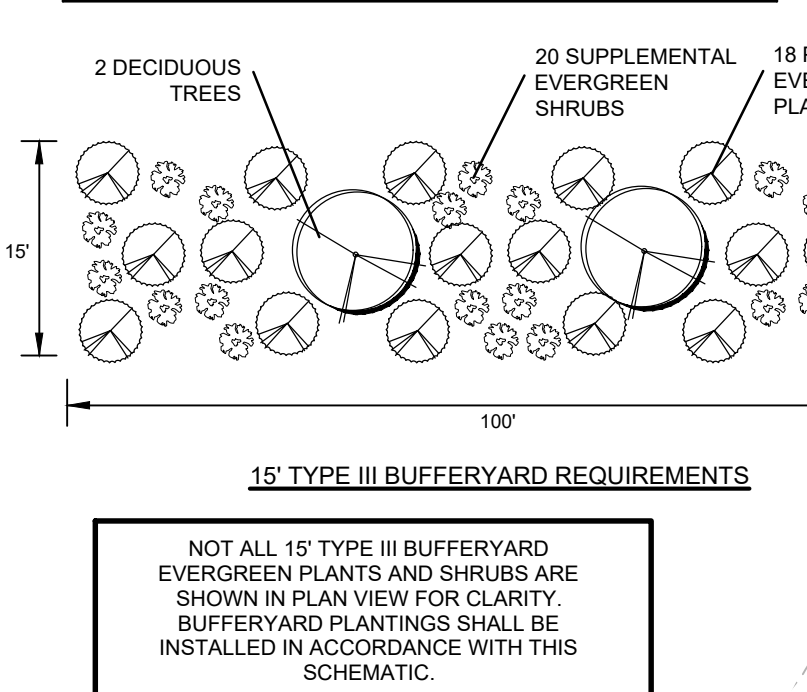 2 DECIDUOUS
TREES
20 SUPPLEMENTAL
EVERGREEN
SHRUBS
18
15'
100'
15' TYPE III BUFFERYARD REQUIREMENTS
NOT ALL 15' TYPE III BUFFERYARD
EVERGREEN PLANTS AND SHRUBS ARE
SHOWN IN PLAN VIEW FOR CLARITY.
BUFFERYARD PLANTINGS SHALL BE
INSTALLED IN ACCORDANCE WITH THIS
SCHEMATIC.